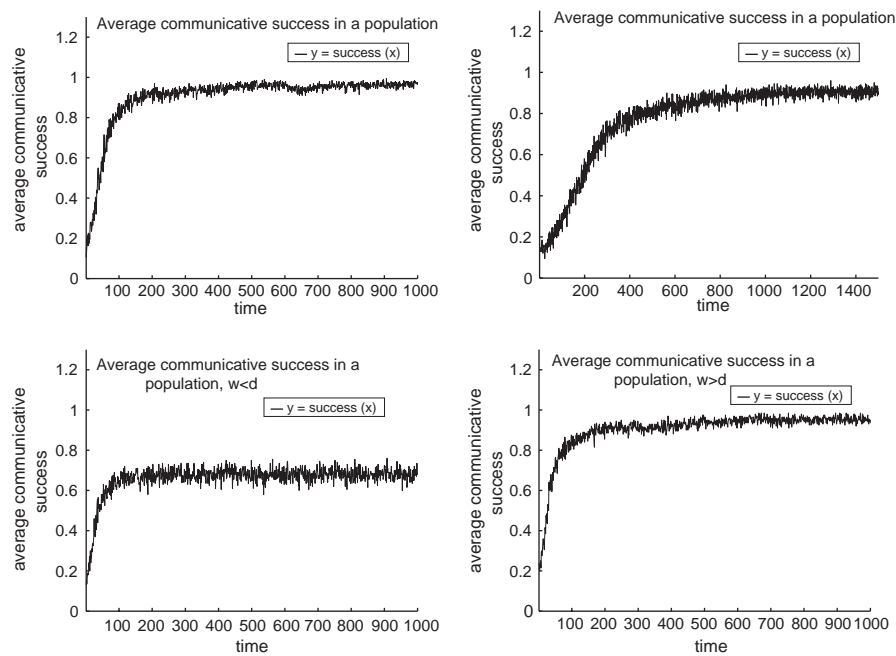 Average communicative success in a population
y = success (x)
average communicative
success
1.2
1
0.8
0.6
0.4
0.2
0
100 200 300 400 500 600 700 800 900 1000
time
Average communicative success in a population
y = success (x)
average communicative
success
1.2
1
0.8
0.6
0.4
0.2
0
200 400 600 800 1000 1200 1400
time
Average communicative success in a
population, w<d
y = success (x)
average communicative
success
1.2
1
0.8
0.6
0.4
0.2
0
100 200 300 400 500 600 700 800 900 1000
time
Average communicative success in a
population, w>d
y = success (x)
average communicative
success
1.2
1
0.8
0.6
0.4
0.2
0
100 200 300 400 500 600 700 800 900 1000
time